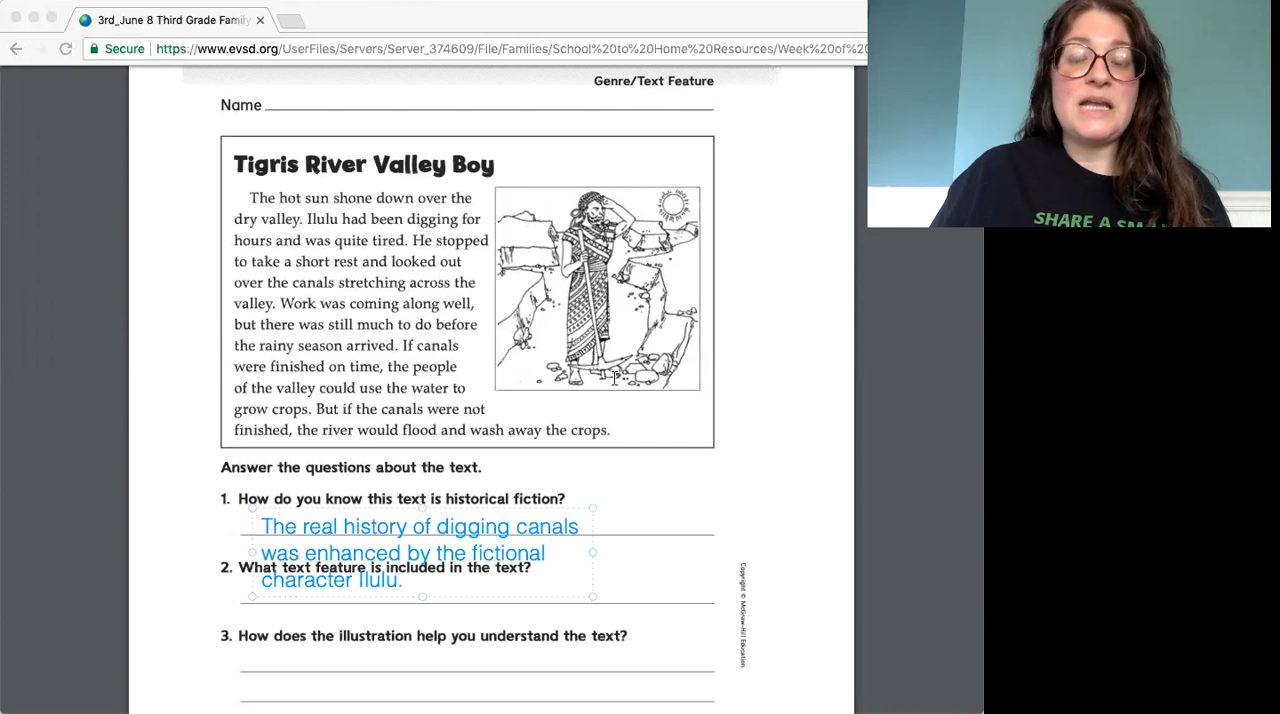 3rd_June 8 Third Grade Family
Secure https://www.evsd.org/UserFiles/Servers/Server_374609/File/Families/School%20to%20Home%20Resources/Week%20of%20
Genre/Text Feature
Name
Tigris River Valley Boy
The hot sun shone down over the
dry valley. Ilulu had been digging for
hours and was quite tired. He stopped
to take a short rest and looked out
over the canals stretching across the
valley. Work was coming along well,
but there was still much to do before
the rainy season arrived. If canals
were finished on time, the people
of the valley could use the water to
grow crops. But if the canals were not
finished, the river would flood and wash away the crops.
Answer the questions about the text.
1. How do you know this text is historical fiction?
The real history of digging canals
was enhanced by the fictional
2. What text feature is included in the text?
character Ilulu.
3. How does the illustration help you understand the text?
Copyright © McGraw-Hill Education
SHARE A